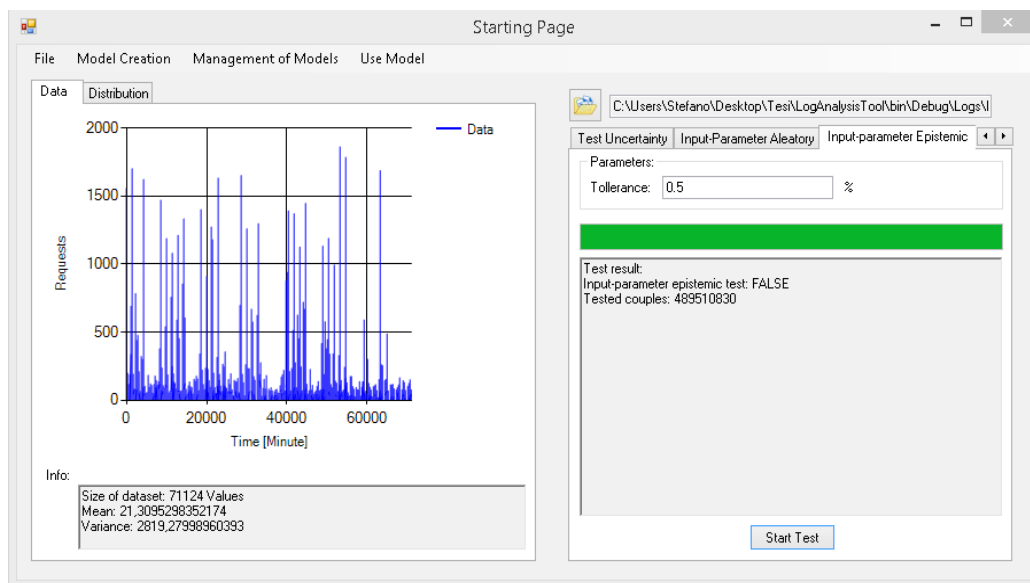 Starting Page
File Model Creation Management of Models Use Model
Data Distribution
2000
1500
1000
500
0
Requests
0 20000 40000 60000
Time [Minute]
Data
Info:
Size of dataset: 71124 Values
Mean: 21,3095298352174
Variance: 2819,27998960393
C:\Users\Stefano\Desktop\Tesi\LogAnalysisTool\bin\Debug\Logs\
Test Uncertainty Input-Parameter Aleatory Input-parameter Epistemic
Parameters:
Tollerance: 0.5 %
Test result:
Input-parameter epistemic test: FALSE
Tested couples: 489510830
Start Test